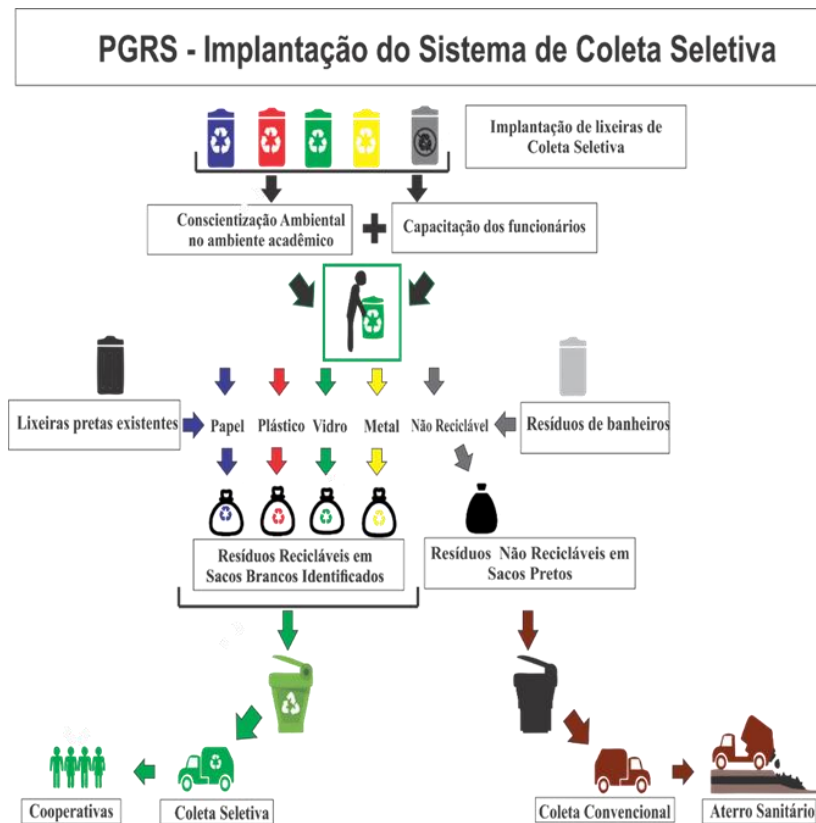 PGRS - Implantação do Sistema de Coleta Seletiva
Implantação de lixeiras de
Coleta Seletiva
Conscientização Ambiental
no ambiente acadêmico
Capacitação dos funcionários
Lixeiras pretas existentes
Papel
Plástico
Vidro
Metal
Não Reciclável
Resíduos de banheiros
Resíduos Recicláveis em
Sacos Brancos Identificados
Resíduos Não Recicláveis em
Sacos Pretos
Cooperativas
Coleta Seletiva
Coleta Convencional
Aterro Sanitário